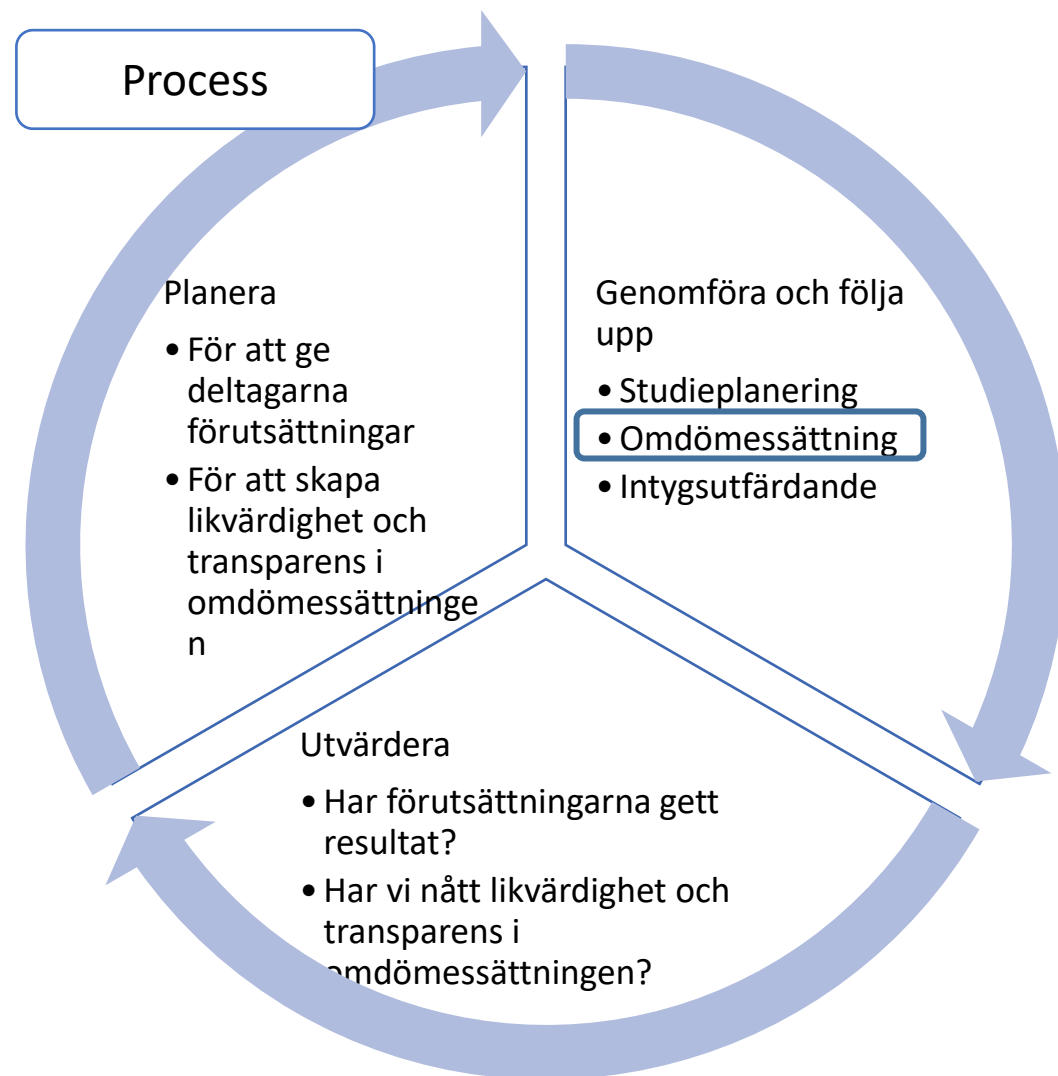 Process
Planera
• För att ge
deltagarna
förutsättningar
• För att skapa
likvärdighet och
transparens i
omdömessättninge
n
Genomföra och följa
upp
• Studieplanering
• Omdömessättning
• Intygsutfärdande
Utvärdera
• Har förutsättningarna gett
resultat?
• Har vi nått likvärdighet och
transparens i
omdömessättningen?